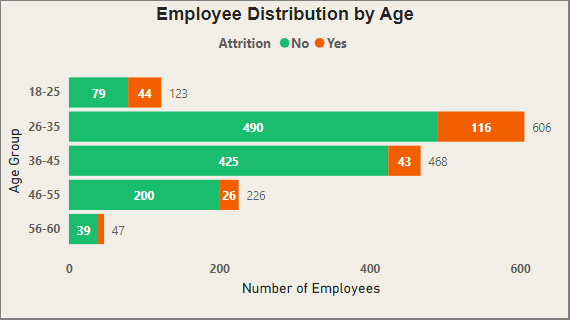 Employee Distribution by Age
Attrition No Yes
18-25 79 44 123
26-35 490 116 606
36-45 425 43 468
46-55 200 26 226
56-60 39 47
Age Group
0 200 400 600
Number of Employees